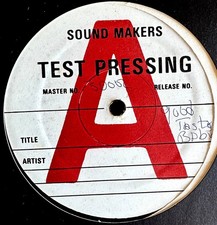 SOUND MAKERS
TEST PRESSING
MASTER NO.
RELEASE NO.
A
TITLE
ARTIST